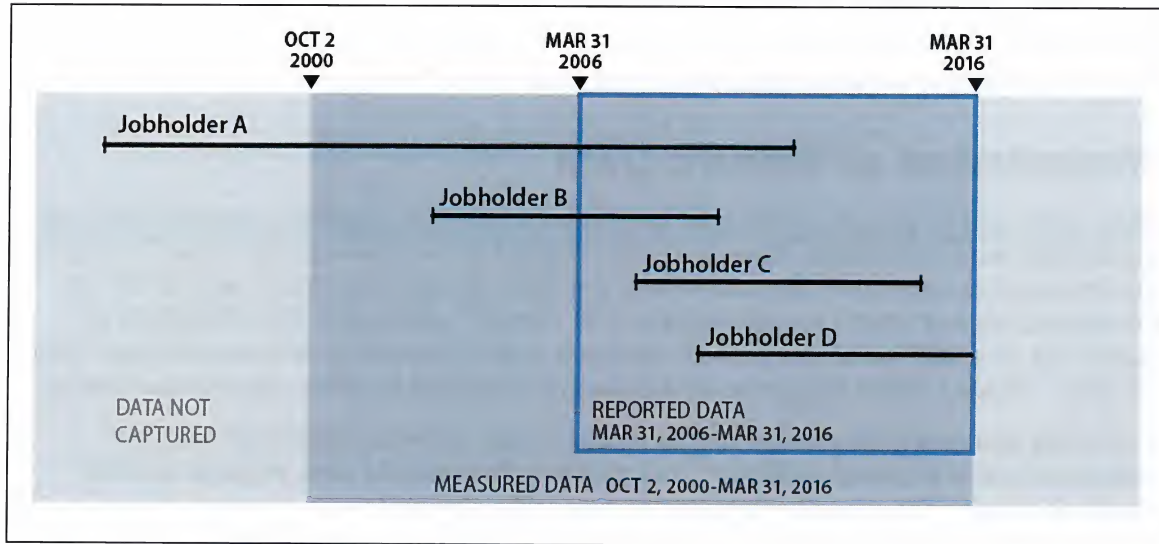 OCT 2
2000
MAR 31
2006
MAR 31
2016
Jobholder A
Jobholder B
Jobholder C
Jobholder D
DATA NOT
CAPTURED
REPORTED DATA
MAR 31, 2006-MAR 31, 2016
MEASURED DATA OCT 2, 2000-MAR 31, 2016